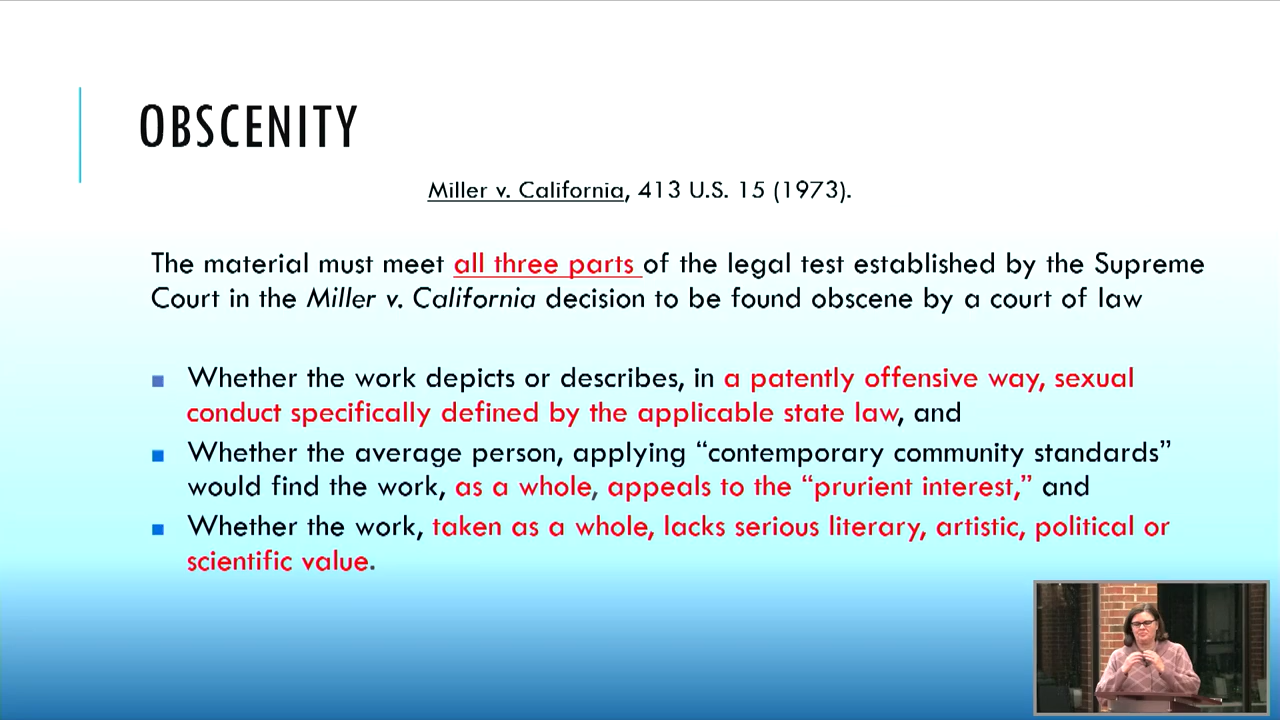 OBSCENITY
Miller v. California, 413 U.S. 15 (1973).
The material must meet all three parts of the legal test established by the Supreme
Court in the Miller v. California decision to be found obscene by a court of law
Whether the work depicts or describes, in a patently offensive way, sexual
conduct specifically defined by the applicable state law, and
Whether the average person, applying “contemporary community standards”
would find the work, as a whole, appeals to the “prurient interest,” and
Whether the work, taken as a whole, lacks serious literary, artistic, political or
scientific value.